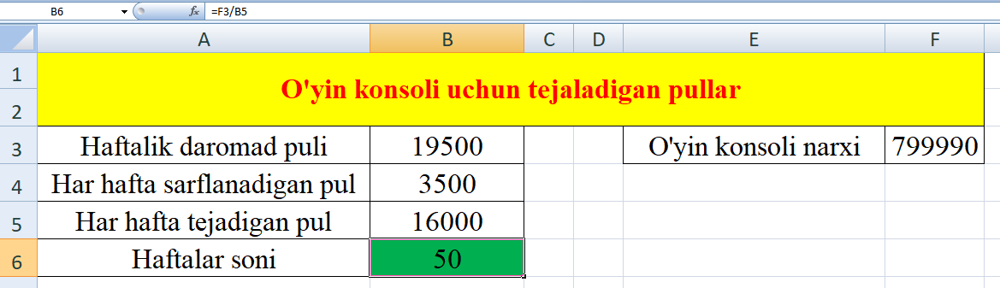 B6 fx =F3/B5
A B C D E F
1 O'yin konsoli uchun tejaladigan pullar
2
3 Haftalik daromad puli 19500 O'yin konsoli narxi 799990
4 Har hafta sarflanadigan pul 3500
5 Har hafta tejadigan pul 16000
6 Haftalar soni 50